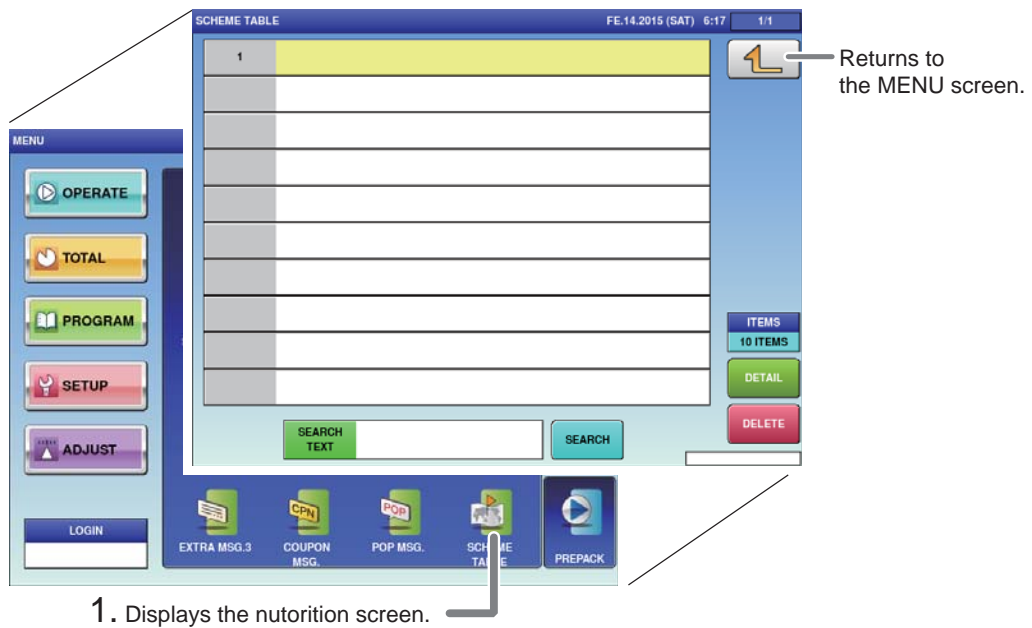 SCHEME TABLE FE.14.2015 (SAT) 6:17 1/1
1
Returns to
the MENU screen.
MENU
OPERATE
TOTAL
PROGRAM
SETUP
ADJUST
LOGIN
ITEMS
10 ITEMS
DETAIL
DELETE
SEARCH
TEXT
SEARCH
EXTRA MSG.3
COUPON
MSG.
CPN
POP
POP MSG.
SCHEME
TABLE
PREPACK
1. Displays the nutorition screen.